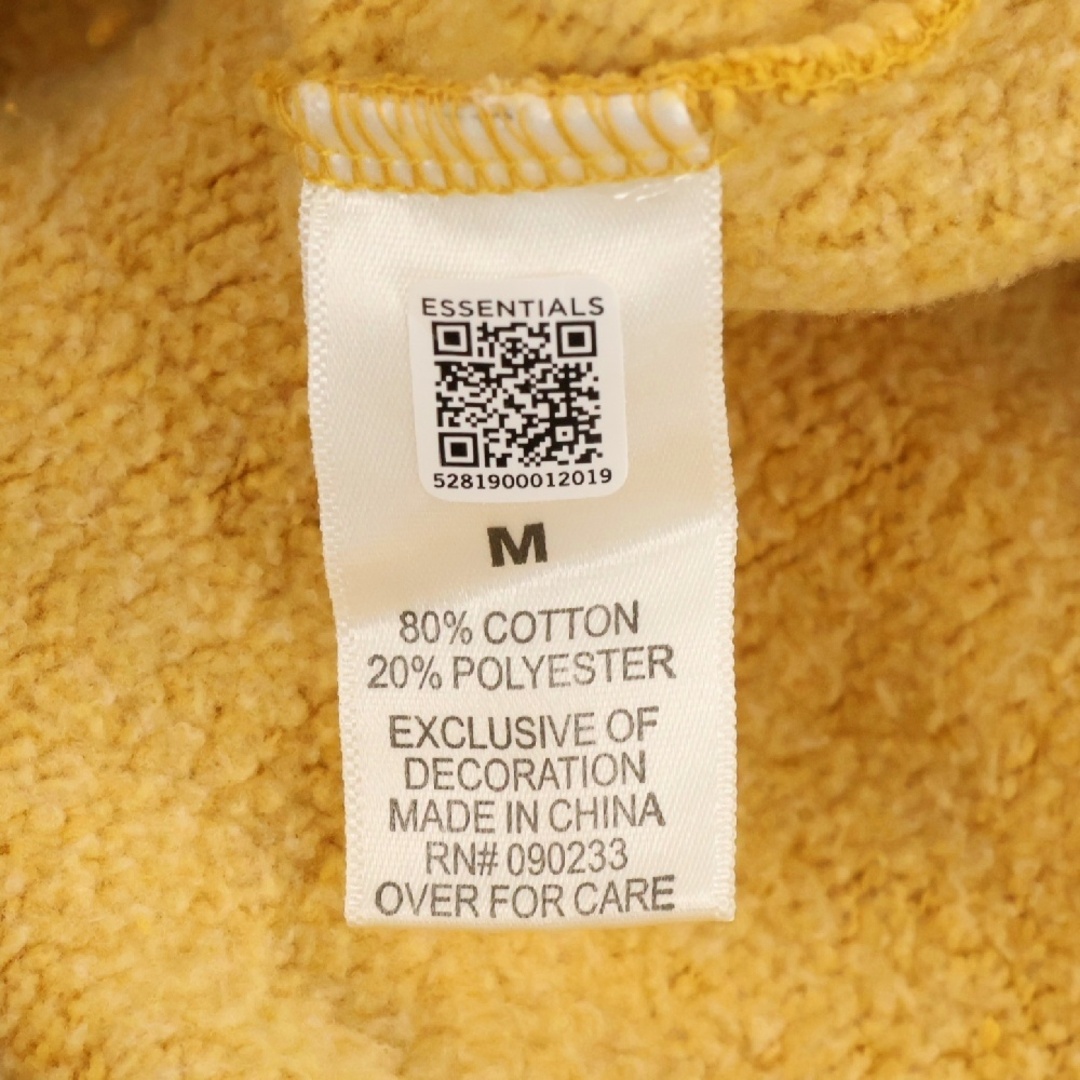 ESSENTIALS
5281900012019
M
80% COTTON
20% POLYESTER
EXCLUSIVE OF
DECORATION
MADE IN CHINA
RN# 090233
OVER FOR CARE